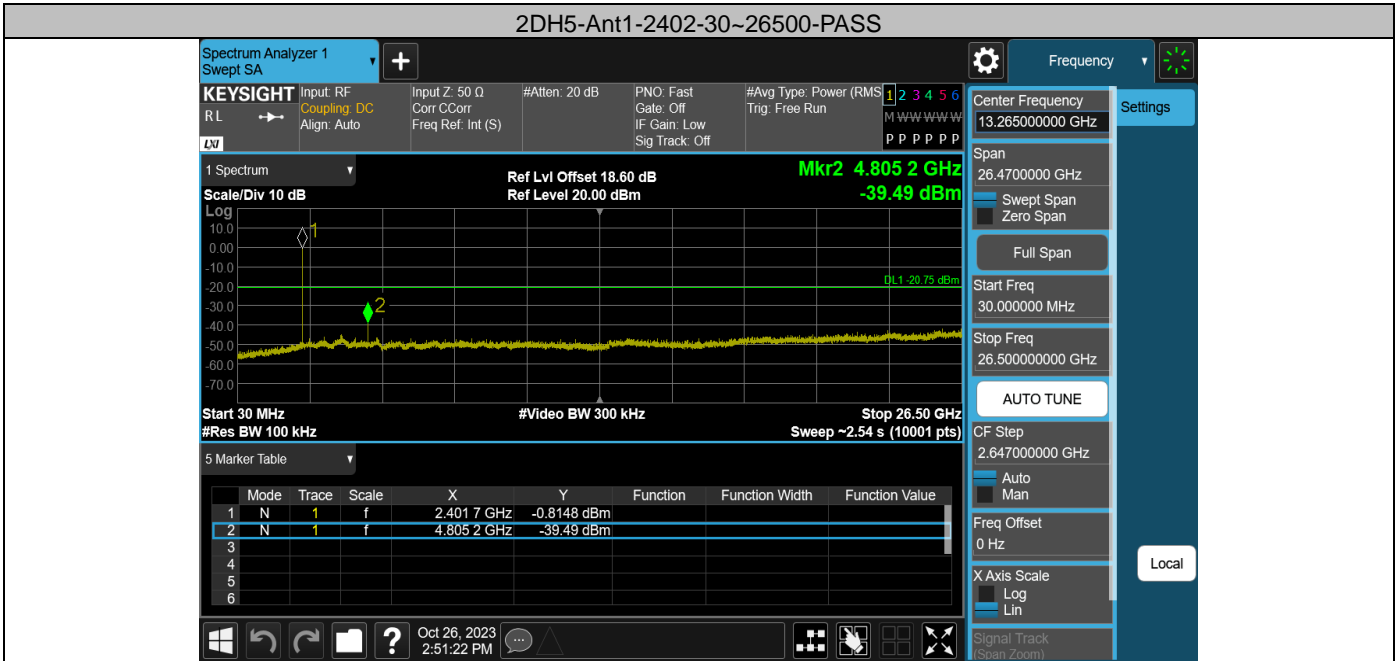 2DH5-Ant1-2402-30~26500-PASS
Spectrum Analyzer 1
Swept SA
+
Frequency
KEYSIGHT
RL
LXI
Input: RF
Coupling: DC
Align: Auto
Input Z: 50 Ω
Corr CCorr
Freq Ref: Int (S)
#Atten: 20 dB
PNO: Fast
Gate: Off
IF Gain: Low
Sig Track: Off
#Avg Type: Power (RMS
Trig: Free Run
1 2 3 4 5 6
M W W W W W
P P P P P P
1 Spectrum
Scale/Div 10 dB
Ref Lvl Offset 18.60 dB
Ref Level 20.00 dBm
Mkr2 4.805 2 GHz
-39.49 dBm
Log
10.0
0.00
-10.0
-20.0
-30.0
-40.0
-50.0
-60.0
-70.0
1
2
DL1 -20.75 dBm
Start 30 MHz
#Res BW 100 kHz
#Video BW 300 kHz
Stop 26.50 GHz
Sweep ~2.54 s (10001 pts)
5 Marker Table
Mode Trace Scale X Y Function Function Width Function Value
1 N 1 f 2.401 7 GHz -0.8148 dBm
2 N 1 f 4.805 2 GHz -39.49 dBm
3
4
5
6
?
Oct 26, 2023
2:51:22 PM
Center Frequency
13.265000000 GHz
Settings
Span
26.4700000 GHz
Swept Span
Zero Span
Full Span
Start Freq
30.000000 MHz
Stop Freq
26.500000000 GHz
AUTO TUNE
CF Step
2.647000000 GHz
Auto
Man
Freq Offset
0 Hz
X Axis Scale
Log
Lin
Local
Signal Track
(Span Zoom)